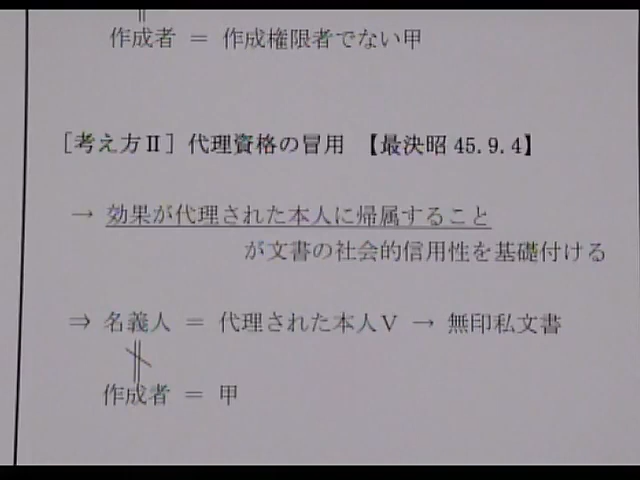 作成者 ＝ 作成権限者でない甲
［考え方Ⅱ］代理資格の冒用 【最決昭45.9.4】
→ 効果が代理された本人に帰属すること
が文書の社会的信用性を基礎付ける
⇒ 名義人 ＝ 代理された本人Ｖ → 無印私文書
作成者 ＝ 甲